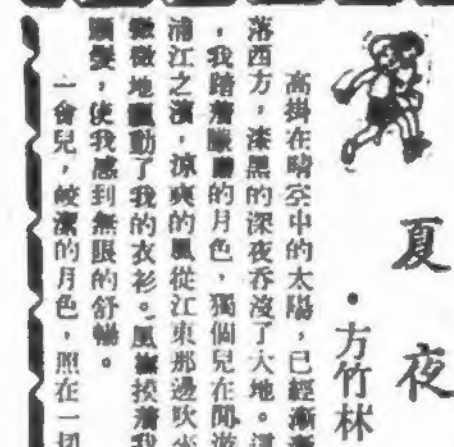 夏夜
·方竹林
高掛在晴空中的太陽，已經漸
落西方，漆黑的深夜吞沒了大地。這
，我踏着朦朧的月色，獨個兒在閒遊
浦江之濱，涼爽的風從江東那邊吹
微微地飄動了我的衣衫。風
，使我感到無限的舒暢。
一會兒，皎潔的月色，照在一切